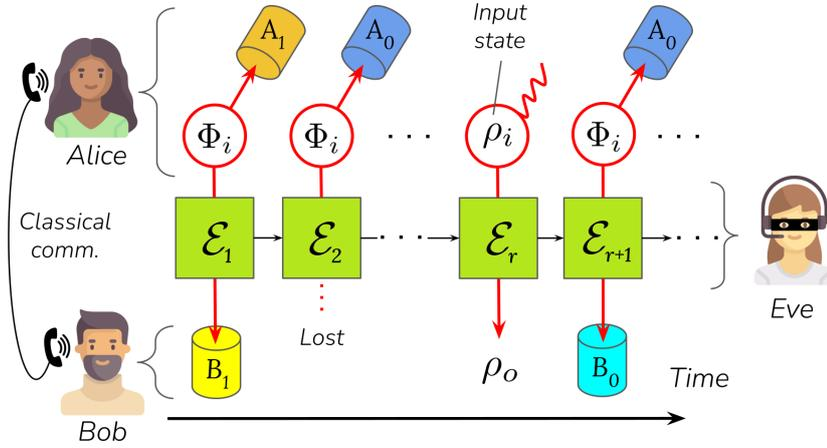 Input
state
A₁
A₀
A₀
Φᵢ
Φᵢ
· · ·
ρᵢ
Φᵢ
· · ·
Alice
Classical
comm.
ℰ₁
ℰ₂
· · ·
ℰᵣ
ℰᵣ₊₁
· · ·
Eve
Lost
B₁
ρₒ
B₀
Time
Bob